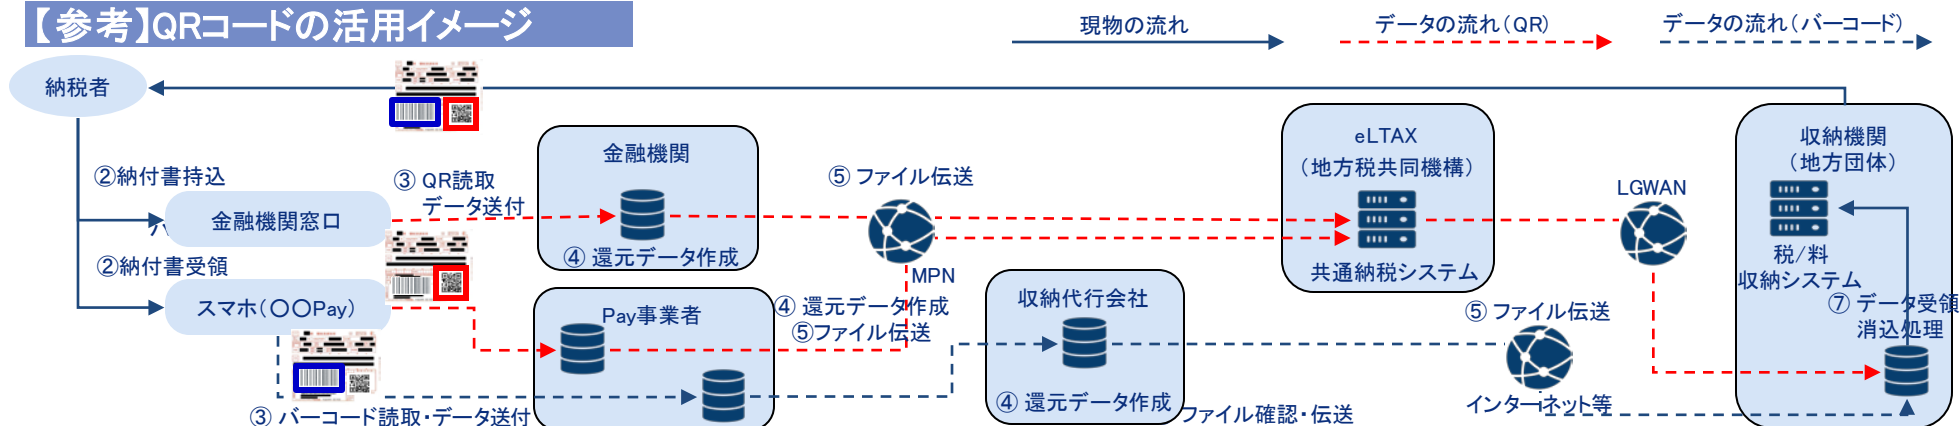 【参考】QRコードの活用イメージ
現物の流れ
データの流れ（QR）
データの流れ（バーコード）
納税者
②納付書持込
金融機関窓口
②納付書受領
スマホ（〇〇Pay）
③ QR読取
データ送付
③ バーコード読取・データ送付
金融機関
④ 還元データ作成
Pay事業者
④ 還元データ作成
⑤ファイル伝送
⑤ ファイル伝送
MPN
収納代行会社
④ 還元データ作成
ファイル確認・伝送
eLTAX
（地方税共同機構）
共通納税システム
⑤ ファイル伝送
インターネット等
LGWAN
収納機関
（地方団体）
税/料
収納システム
⑦ データ受領
消込処理